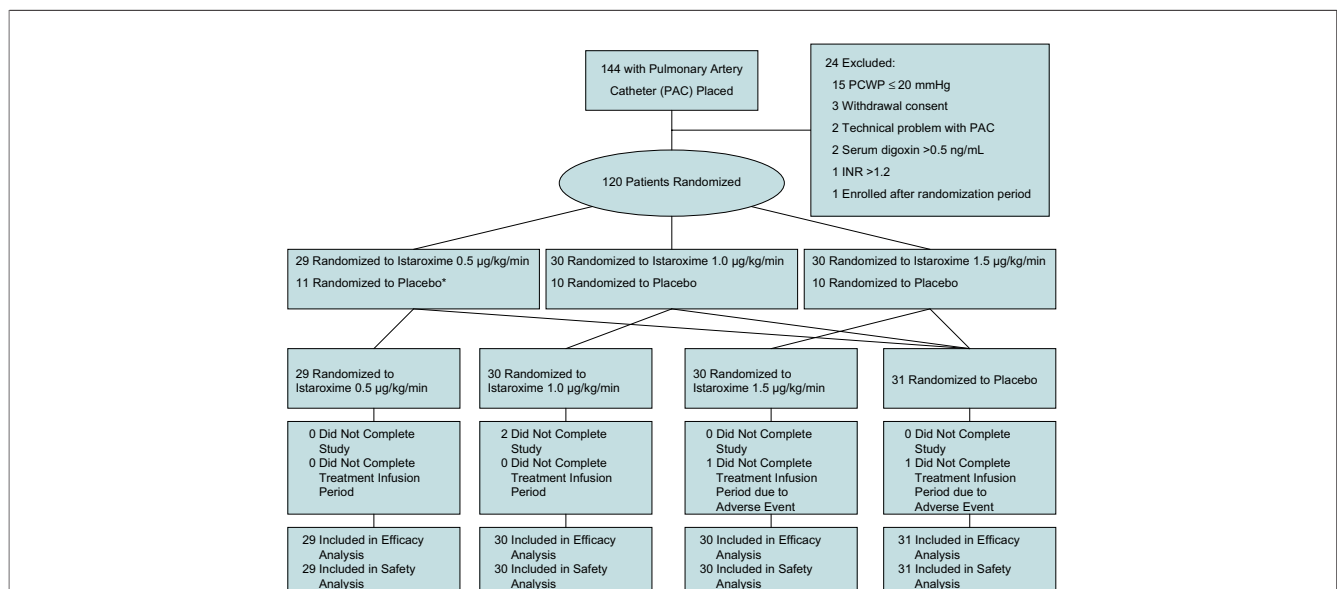 144 with Pulmonary Artery
Catheter (PAC) Placed
24 Excluded:
15 PCWP ≤ 20 mmHg
3 Withdrawal consent
2 Technical problem with PAC
2 Serum digoxin >0.5 ng/mL
1 INR >1.2
1 Enrolled after randomization period
120 Patients Randomized
29 Randomized to Istaroxime 0.5 µg/kg/min
11 Randomized to Placebo*
30 Randomized to Istaroxime 1.0 µg/kg/min
10 Randomized to Placebo
30 Randomized to Istaroxime 1.5 µg/kg/min
10 Randomized to Placebo
29 Randomized to
Istaroxime 0.5 µg/kg/min
30 Randomized to
Istaroxime 1.0 µg/kg/min
30 Randomized to
Istaroxime 1.5 µg/kg/min
31 Randomized to Placebo
0 Did Not Complete
Study
0 Did Not Complete
Treatment Infusion
Period
2 Did Not Complete
Study
0 Did Not Complete
Treatment Infusion
Period
0 Did Not Complete
Study
1 Did Not Complete
Treatment Infusion
Period due to
Adverse Event
0 Did Not Complete
Study
1 Did Not Complete
Treatment Infusion
Period due to
Adverse Event
29 Included in Efficacy
Analysis
29 Included in Safety
Analysis
30 Included in Efficacy
Analysis
30 Included in Safety
Analysis
30 Included in Efficacy
Analysis
30 Included in Safety
Analysis
31 Included in Efficacy
Analysis
31 Included in Safety
Analysis